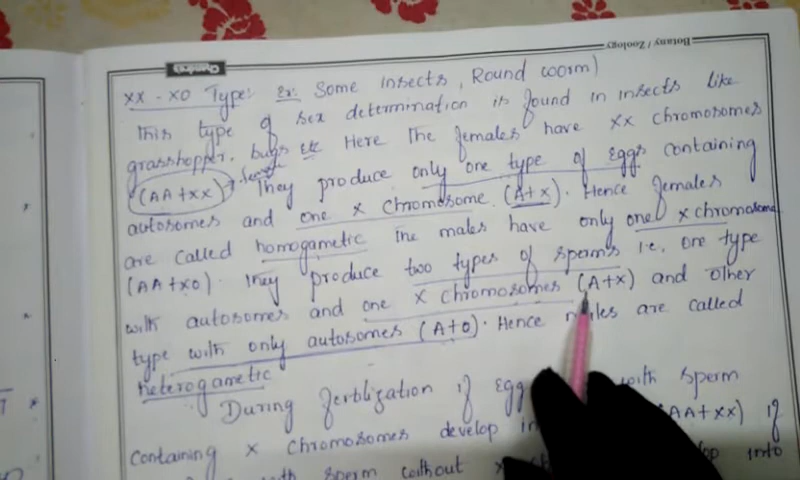 Botany / Zoology
XX - XO Type: Ex: Some insects, Round worm)
This type of sex determination is found in insects like
grasshopper, bugs etc Here The females have XX chromosomes
(AA+XX) They produce only one type of eggs containing
autosomes and one X chromosome (A+X). Hence females
are called homogametic The males have only one X chromosome
(AA+XO). They produce two types of sperms i.e, one type
with autosomes and one X chromosomes (A+X) and other
type with only autosomes (A+O). Hence males are called
heterogametic
During fertilization if egg with sperm
containing X chromosomes develop in (AA+XX) If
with sperm without into